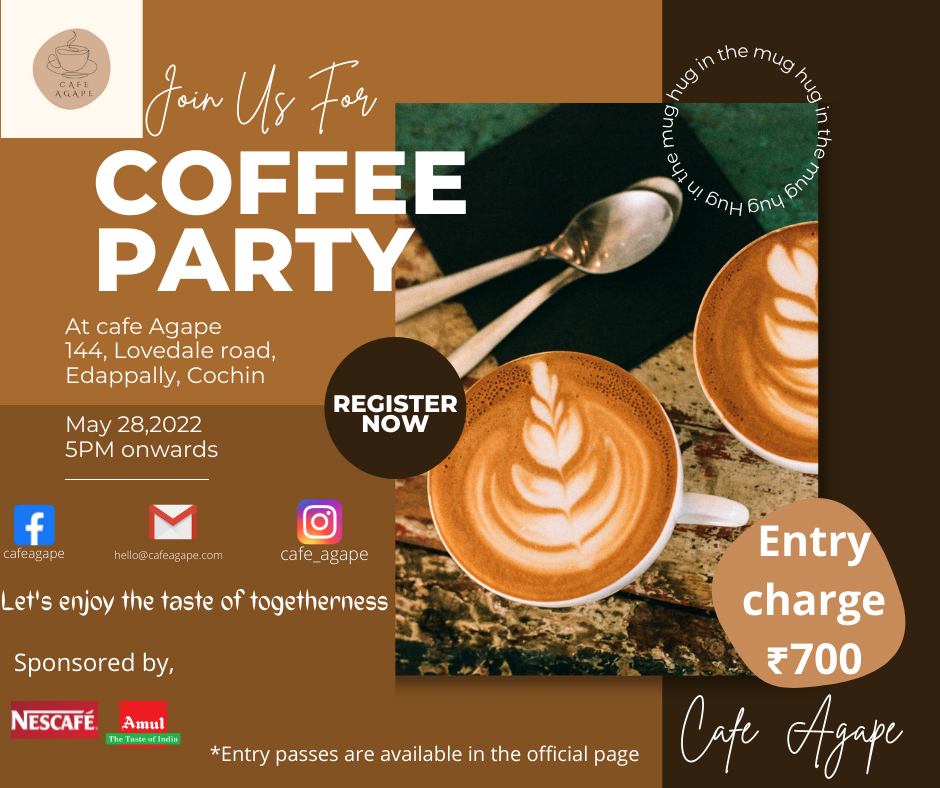 CAFE
AGAPE
Join Us For
COFFEE
PARTY
hug in the mug hug in the mug hug Hug in the mug
At cafe Agape
144, Lovedale road,
Edappally, Cochin
REGISTER
NOW
May 28,2022
5PM onwards
cafeagape
hello@cafeagape.com
cafe_agape
Let's enjoy the taste of togetherness
Entry
charge
₹700
Sponsored by,
NESCAFÉ.
Amul
The Taste of India
*Entry passes are available in the official page
Cafe Agape